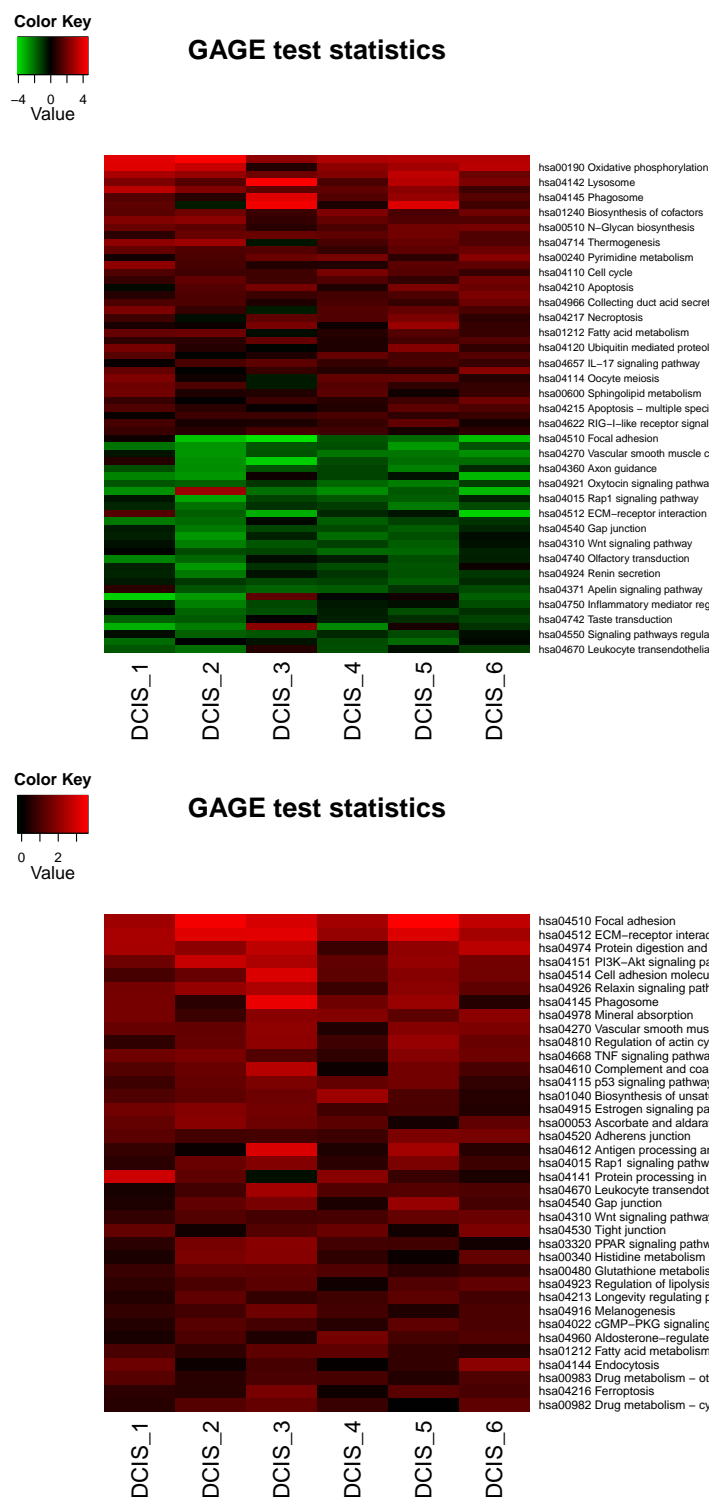 Color Key
GAGE test statistics
−4 0 4
Value
hsa00190 Oxidative phosphorylation
hsa04142 Lysosome
hsa04145 Phagosome
hsa01240 Biosynthesis of cofactors
hsa00510 N−Glycan biosynthesis
hsa04714 Thermogenesis
hsa00240 Pyrimidine metabolism
hsa04110 Cell cycle
hsa04210 Apoptosis
hsa04966 Collecting duct acid secret
hsa04217 Necroptosis
hsa01212 Fatty acid metabolism
hsa04120 Ubiquitin mediated proteol
hsa04657 IL−17 signaling pathway
hsa04114 Oocyte meiosis
hsa00600 Sphingolipid metabolism
hsa04215 Apoptosis − multiple speci
hsa04622 RIG−I−like receptor signal
hsa04510 Focal adhesion
hsa04270 Vascular smooth muscle c
hsa04360 Axon guidance
hsa04921 Oxytocin signaling pathwa
hsa04015 Rap1 signaling pathway
hsa04512 ECM−receptor interaction
hsa04540 Gap junction
hsa04310 Wnt signaling pathway
hsa04740 Olfactory transduction
hsa04924 Renin secretion
hsa04371 Apelin signaling pathway
hsa04750 Inflammatory mediator reg
hsa04742 Taste transduction
hsa04550 Signaling pathways regula
hsa04670 Leukocyte transendothelia
DCIS_1 DCIS_2 DCIS_3 DCIS_4 DCIS_5 DCIS_6
Color Key
GAGE test statistics
0 2
Value
hsa04510 Focal adhesion
hsa04512 ECM−receptor interac
hsa04974 Protein digestion and
hsa04151 PI3K−Akt signaling pa
hsa04514 Cell adhesion molecu
hsa04926 Relaxin signaling path
hsa04145 Phagosome
hsa04978 Mineral absorption
hsa04270 Vascular smooth mus
hsa04810 Regulation of actin cy
hsa04668 TNF signaling pathwa
hsa04610 Complement and coa
hsa04115 p53 signaling pathway
hsa01040 Biosynthesis of unsat
hsa04915 Estrogen signaling pa
hsa00053 Ascorbate and aldara
hsa04520 Adherens junction
hsa04612 Antigen processing an
hsa04015 Rap1 signaling pathw
hsa04141 Protein processing in
hsa04670 Leukocyte transendot
hsa04540 Gap junction
hsa04310 Wnt signaling pathway
hsa04530 Tight junction
hsa03320 PPAR signaling pathw
hsa00340 Histidine metabolism
hsa00480 Glutathione metabolis
hsa04923 Regulation of lipolysis
hsa04213 Longevity regulating p
hsa04916 Melanogenesis
hsa04022 cGMP−PKG signaling
hsa04960 Aldosterone−regulate
hsa01212 Fatty acid metabolism
hsa04144 Endocytosis
hsa00983 Drug metabolism − ot
hsa04216 Ferroptosis
hsa00982 Drug metabolism − cy
DCIS_1 DCIS_2 DCIS_3 DCIS_4 DCIS_5 DCIS_6